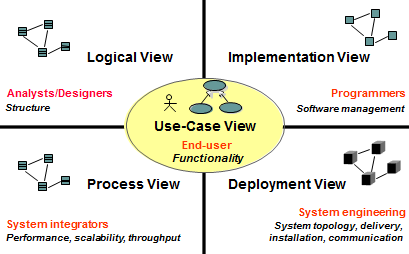 Logical View
Analysts/Designers
Structure
Implementation View
Programmers
Software management
Use-Case View
End-user
Functionality
Process View
System integrators
Performance, scalability, throughput
Deployment View
System engineering
System topology, delivery,
installation, communication